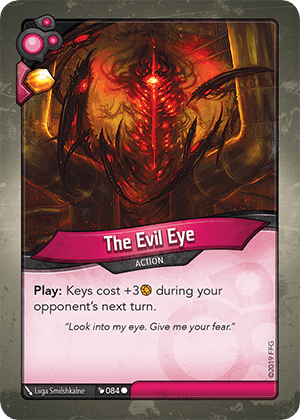 The Evil Eye
ACTION
Play: Keys cost +3 during your
opponent's next turn.
"Look into my eye. Give me your fear."
Liiga Smilshkalne
084
©2019 FFG